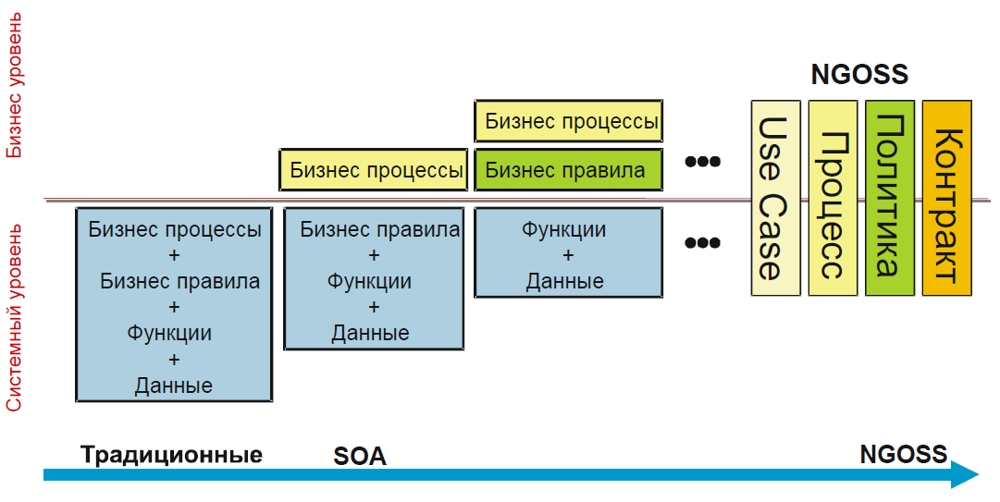 Бизнес уровень
NGOSS
Бизнес процессы
Бизнес процессы
Бизнес правила
•••
Use Case
Процесс
Политика
Контракт
Системный уровень
Бизнес процессы
+
Бизнес правила
+
Функции
+
Данные
Бизнес правила
+
Функции
+
Данные
Функции
+
Данные
•••
Традиционные
SOA
NGOSS